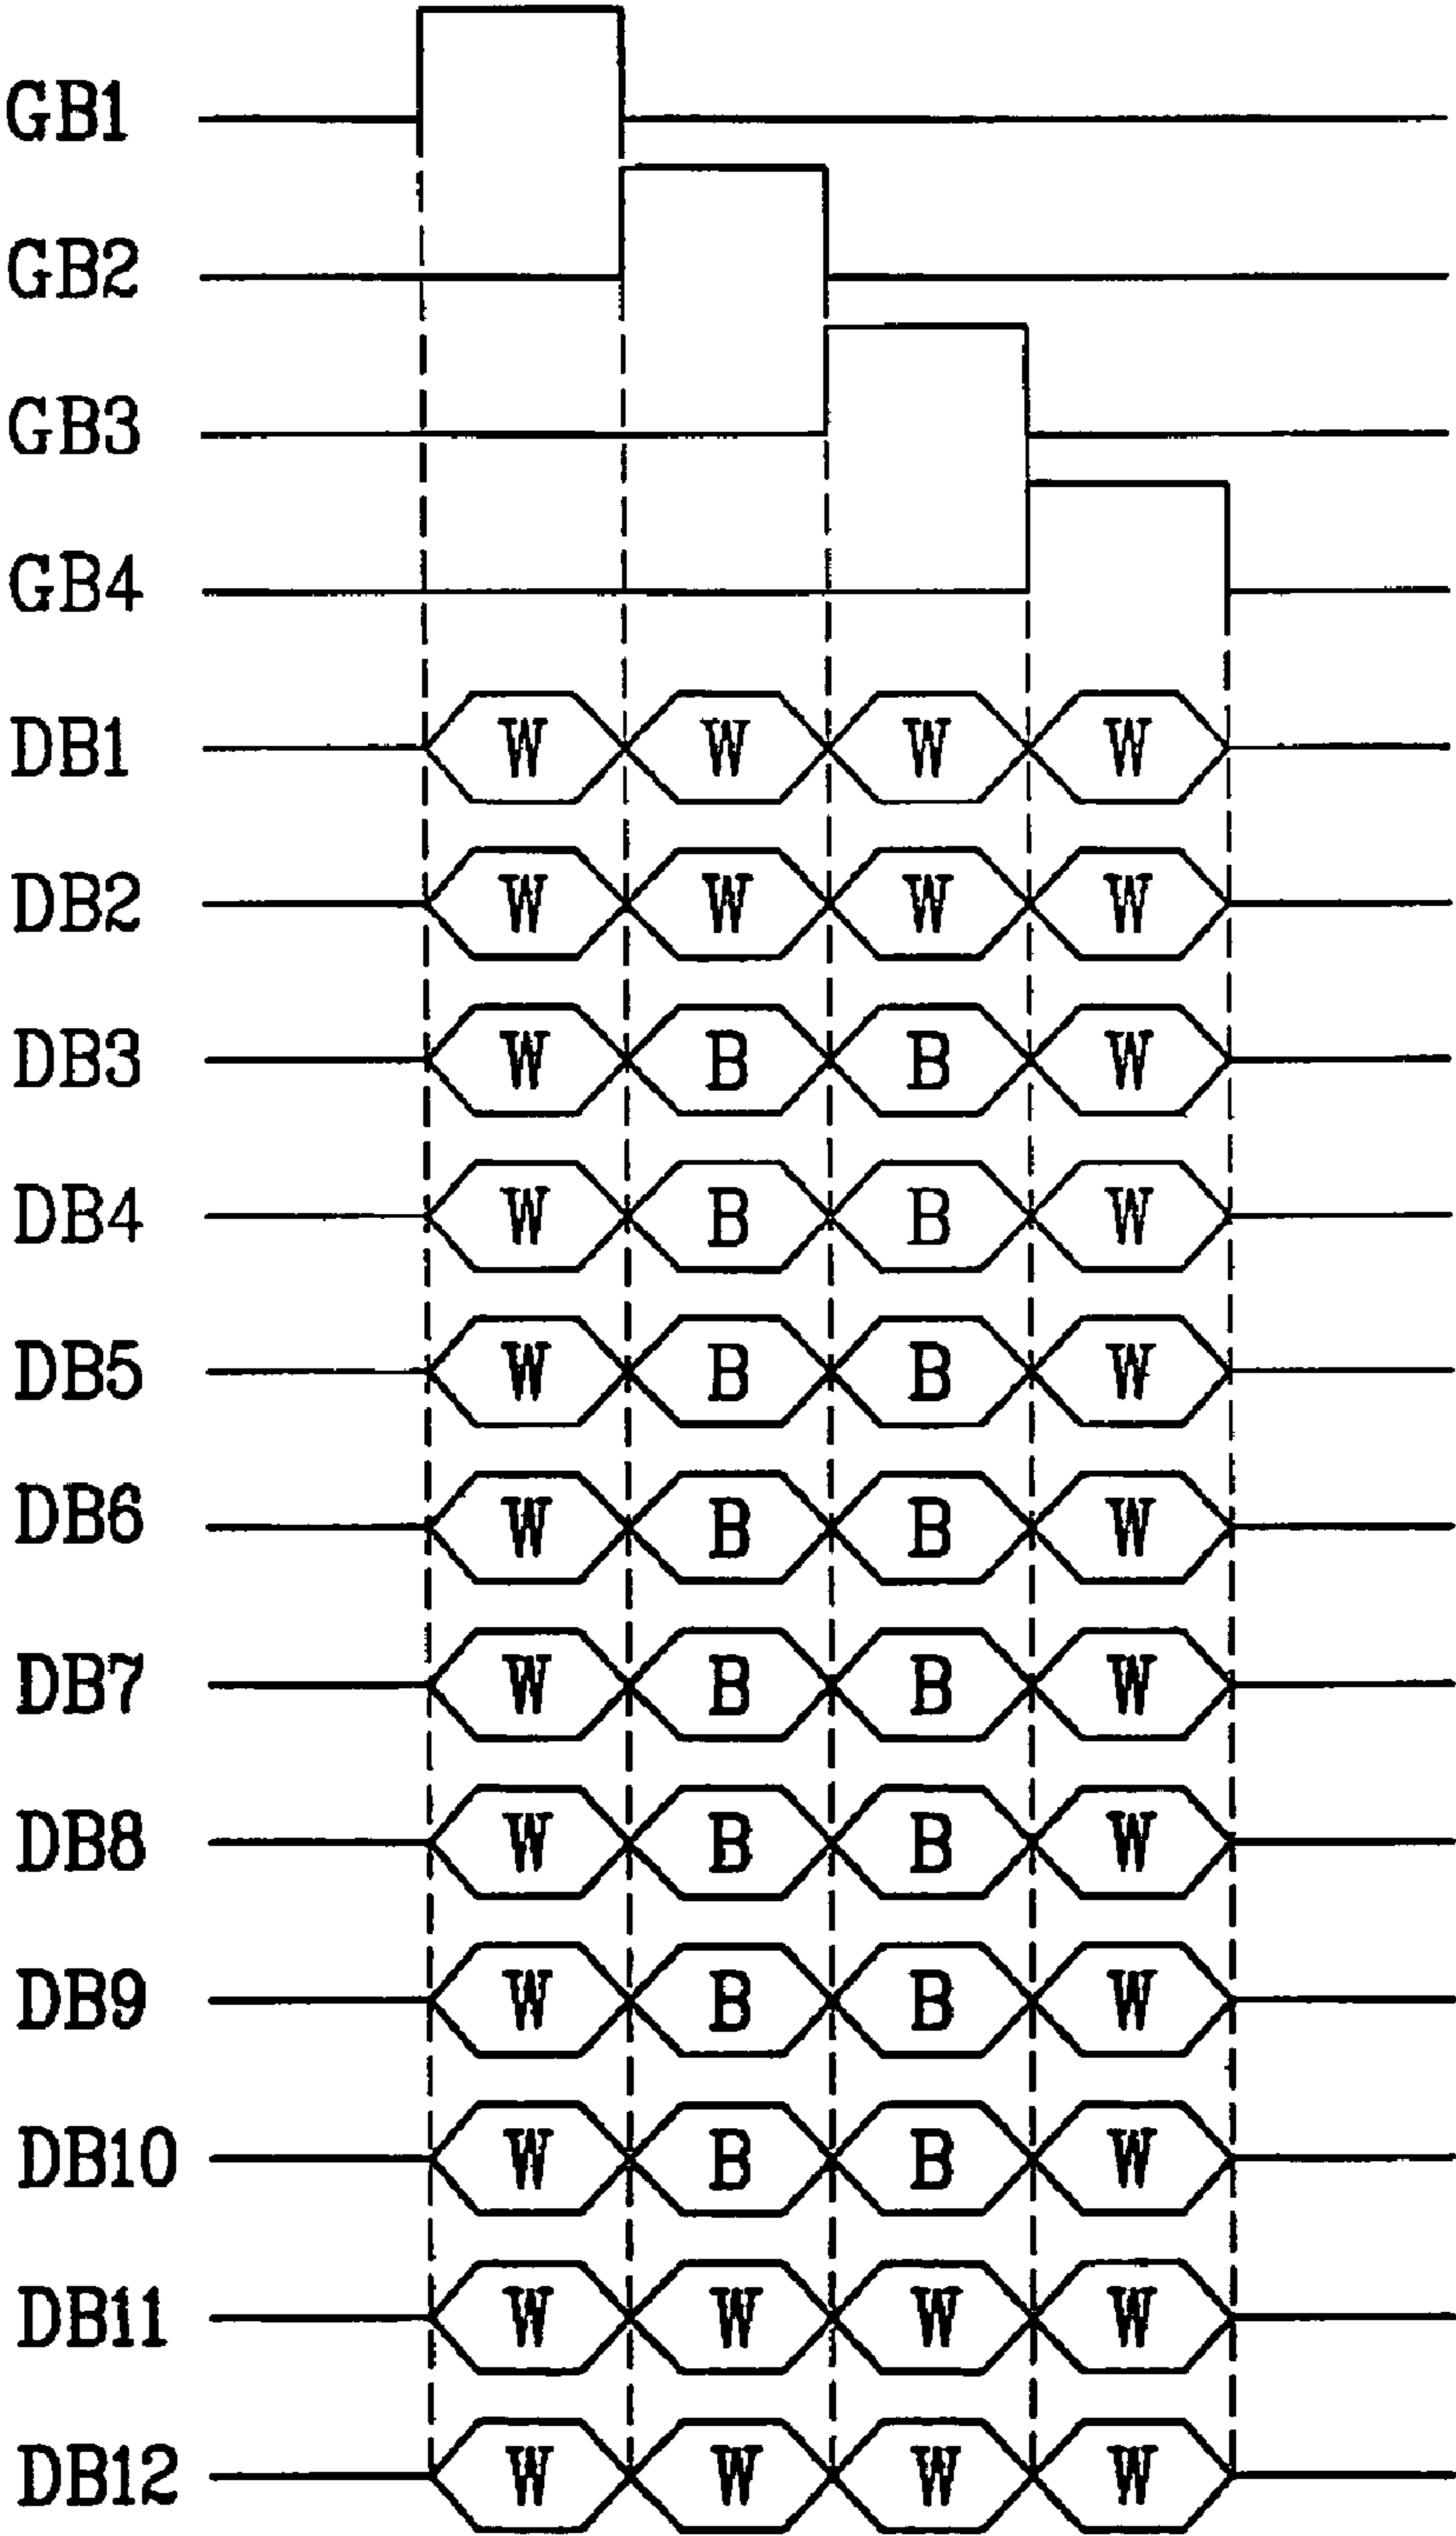 GB1
GB2
GB3
GB4
DB1 W W W W
DB2 W W W W
DB3 W B B W
DB4 W B B W
DB5 W B B W
DB6 W B B W
DB7 W B B W
DB8 W B B W
DB9 W B B W
DB10 W B B W
DB11 W W W W
DB12 W W W W